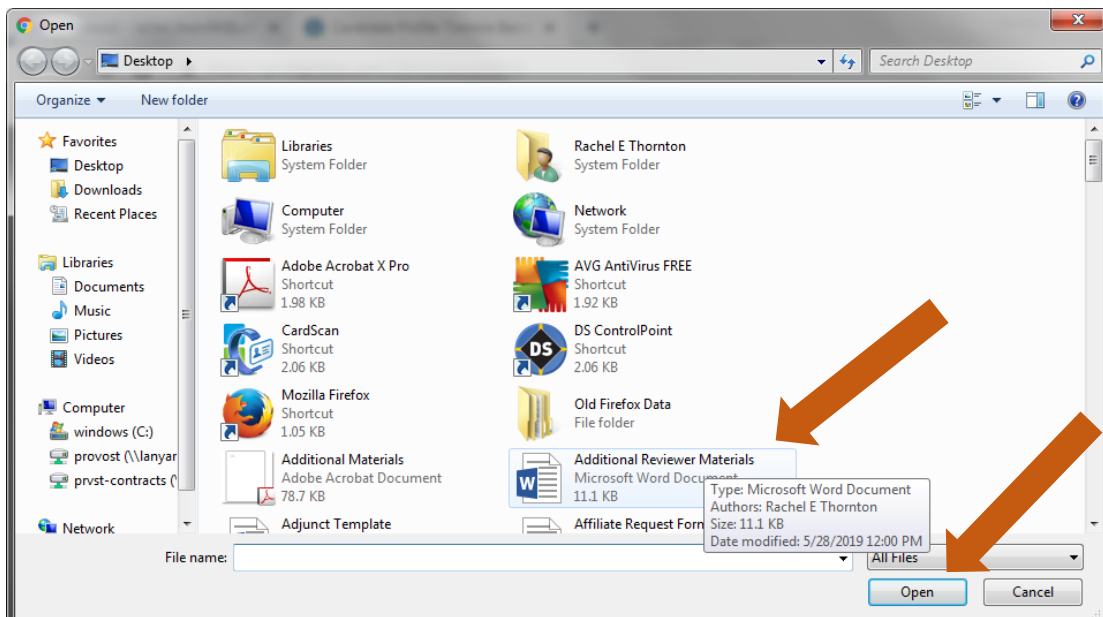 Open
Desktop
Search Desktop
Organize
New folder
Favorites
Desktop
Downloads
Recent Places
Libraries
Documents
Music
Pictures
Videos
Computer
windows (C:)
provost (\\lanyar
prvst-contracts (
Network
Libraries
System Folder
Rachel E Thornton
System Folder
Computer
System Folder
Network
System Folder
Adobe Acrobat X Pro
Shortcut
1.98 KB
AVG AntiVirus FREE
Shortcut
1.92 KB
CardScan
Shortcut
2.06 KB
DS
DS ControlPoint
Shortcut
2.06 KB
Mozilla Firefox
Shortcut
1.05 KB
Old Firefox Data
File folder
Additional Materials
Adobe Acrobat Document
78.7 KB
W
Additional Reviewer Materials
Microsoft Word Document
11.1 KB
Type: Microsoft Word Document
Authors: Rachel E Thornton
Size: 11.1 KB
Date modified: 5/28/2019 12:00 PM
Adjunct Template
Affiliate Request Form
File name:
All Files
Open
Cancel